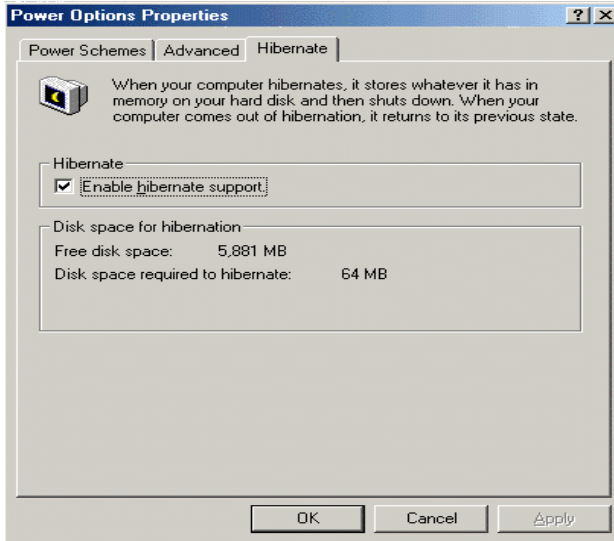 Power Options Properties
Power Schemes Advanced Hibernate
When your computer hibernates, it stores whatever it has in
memory on your hard disk and then shuts down. When your
computer comes out of hibernation, it returns to its previous state.
Hibernate
Enable hibernate support.
Disk space for hibernation
Free disk space: 5,881 MB
Disk space required to hibernate: 64 MB
OK Cancel Apply